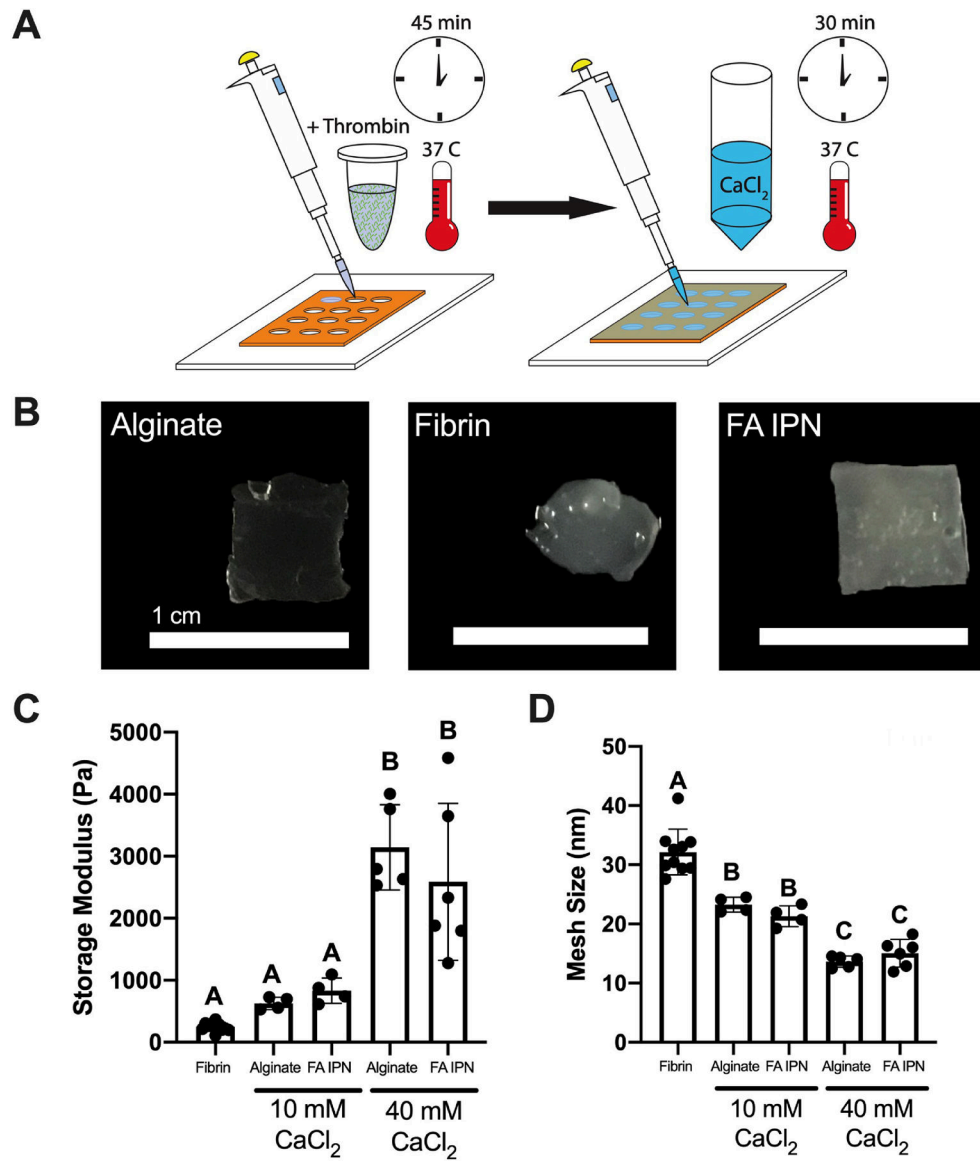 A
45 min
30 min
+ Thrombin
37 C
37 C
CaCl2
B
Alginate
Fibrin
FA IPN
1 cm
C
D
Storage Modulus (Pa)
5000
4000
3000
2000
1000
0
A
A
A
B
B
Fibrin
Alginate
FA IPN
Alginate
FA IPN
10 mM
CaCl2
40 mM
CaCl2
Mesh Size (nm)
50
40
30
20
10
0
A
B
B
C
C
Fibrin
Alginate
FA IPN
Alginate
FA IPN
10 mM
CaCl2
40 mM
CaCl2